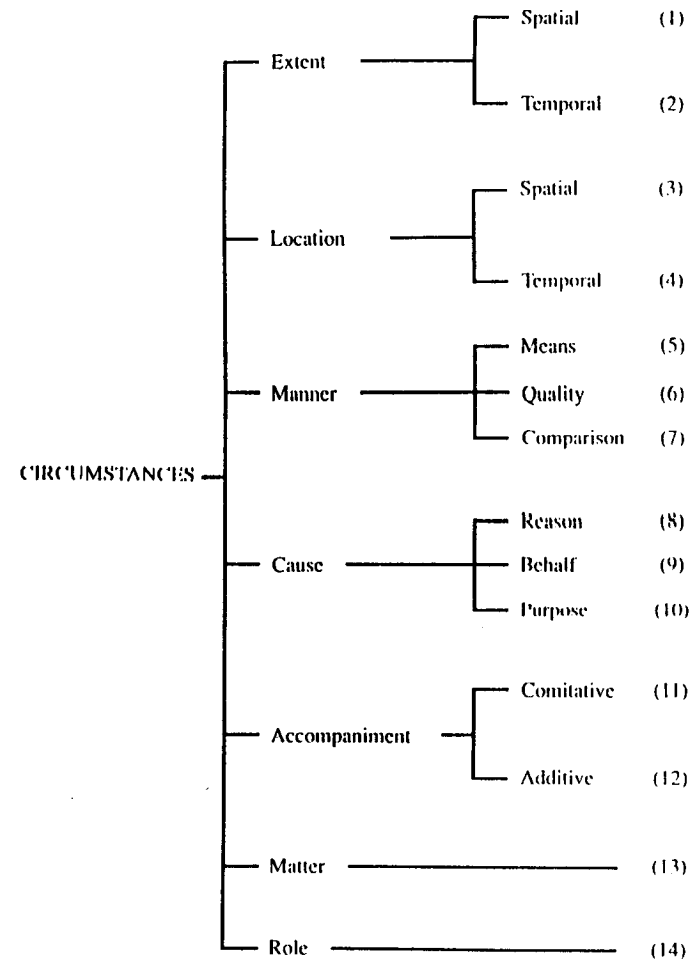 Spatial (1)
Extent
Temporal (2)
Spatial (3)
Location
Temporal (4)
Means (5)
Manner Quality (6)
Comparison (7)
CIRCUMSTANCES
Reason (8)
Cause Behalf (9)
Purpose (10)
Comitative (11)
Accompaniment
Additive (12)
Matter (13)
Role (14)